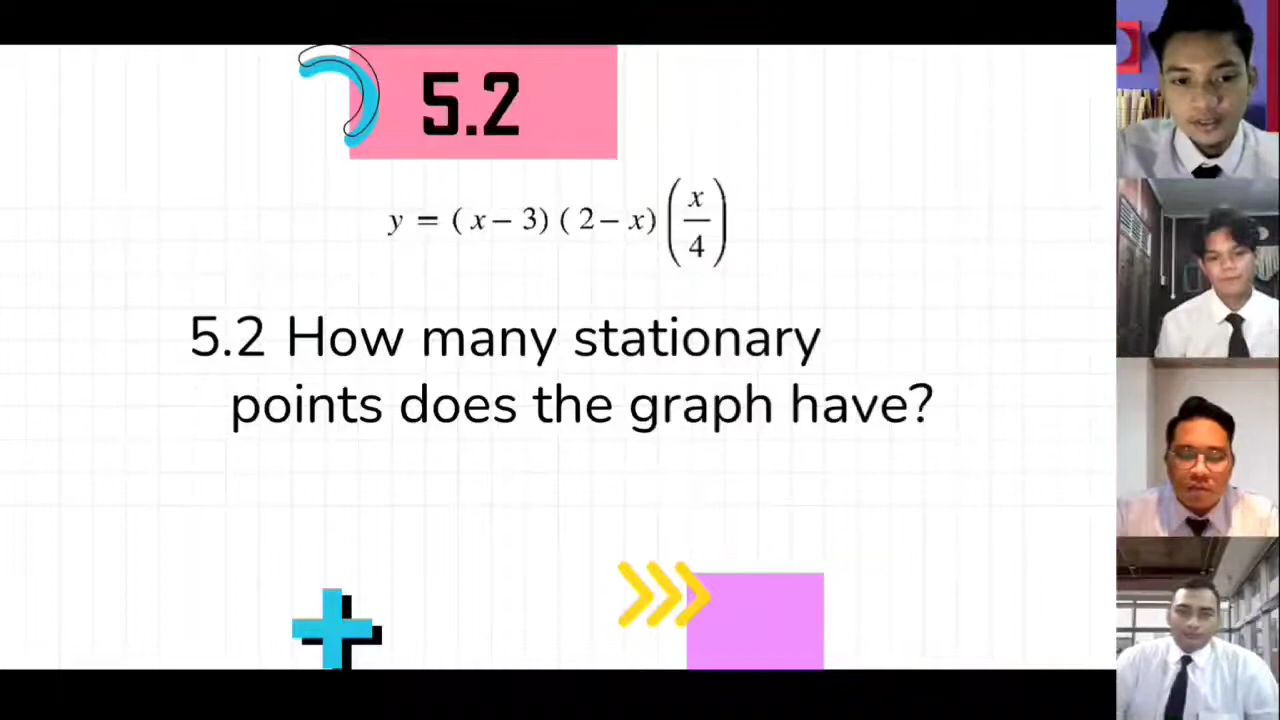 5.2
y = ( x − 3) ( 2 − x) (x/4)
5.2 How many stationary
points does the graph have?